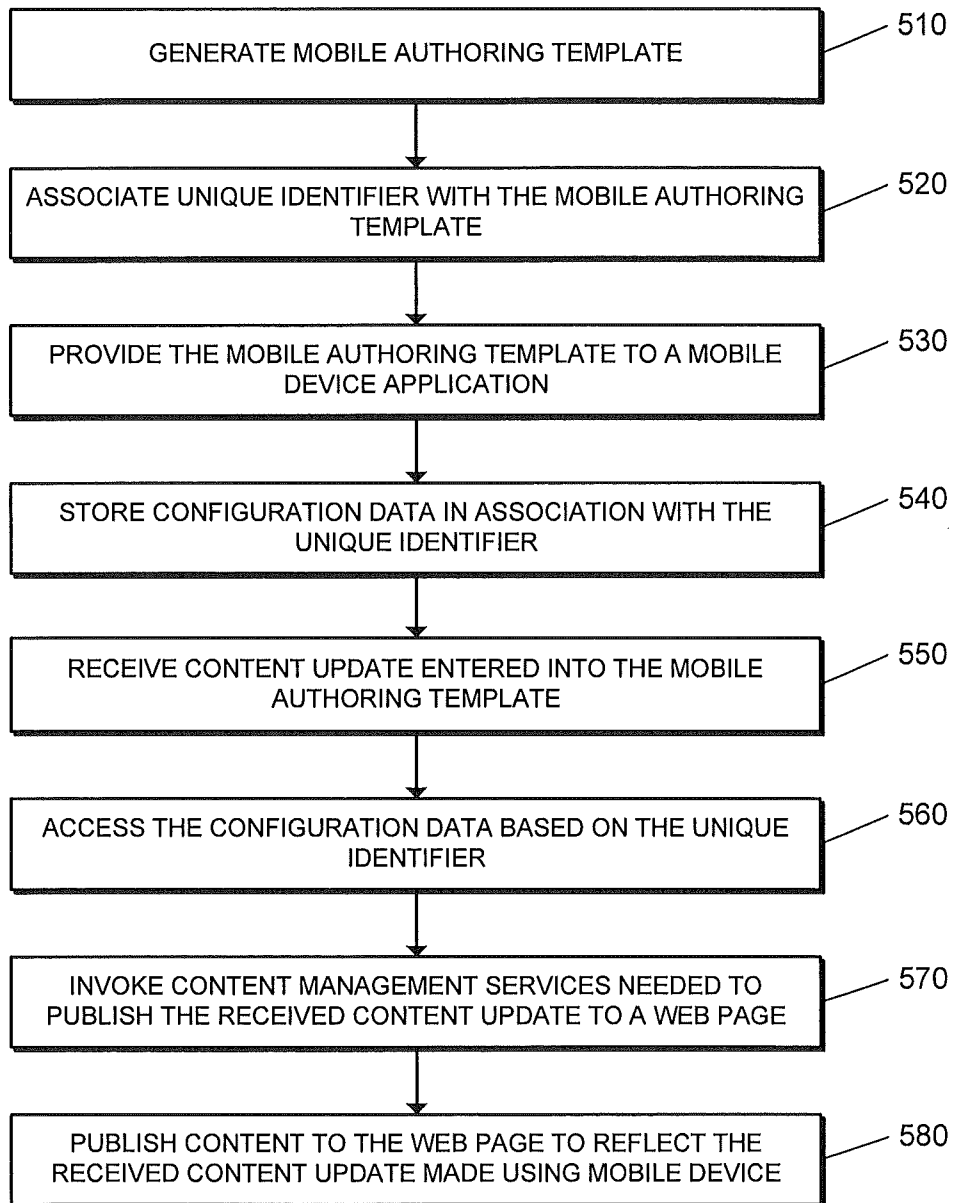 GENERATE MOBILE AUTHORING TEMPLATE
510
ASSOCIATE UNIQUE IDENTIFIER WITH THE MOBILE AUTHORING
TEMPLATE
520
PROVIDE THE MOBILE AUTHORING TEMPLATE TO A MOBILE
DEVICE APPLICATION
530
STORE CONFIGURATION DATA IN ASSOCIATION WITH THE
UNIQUE IDENTIFIER
540
RECEIVE CONTENT UPDATE ENTERED INTO THE MOBILE
AUTHORING TEMPLATE
550
ACCESS THE CONFIGURATION DATA BASED ON THE UNIQUE
IDENTIFIER
560
INVOKE CONTENT MANAGEMENT SERVICES NEEDED TO
PUBLISH THE RECEIVED CONTENT UPDATE TO A WEB PAGE
570
PUBLISH CONTENT TO THE WEB PAGE TO REFLECT THE
RECEIVED CONTENT UPDATE MADE USING MOBILE DEVICE
580